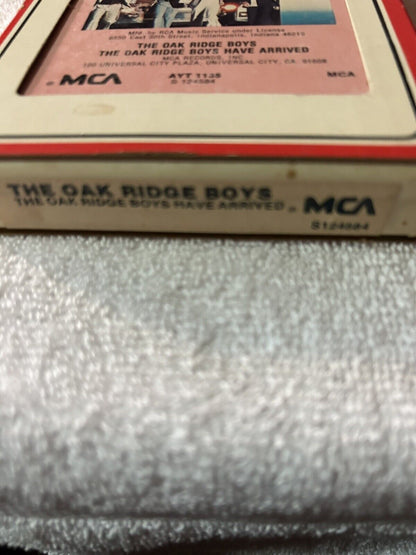 Mfd. by RCA Music Service under License
6550 East 30th Street, Indianapolis, Indiana 46219
THE OAK RIDGE BOYS
THE OAK RIDGE BOYS HAVE ARRIVED
MCA RECORDS, INC.
100 UNIVERSAL CITY PLAZA, UNIVERSAL CITY, CA. 91608
MCA AYT 1135 MCA
S 124584
THE OAK RIDGE BOYS
THE OAK RIDGE BOYS HAVE ARRIVED MCA
S124584